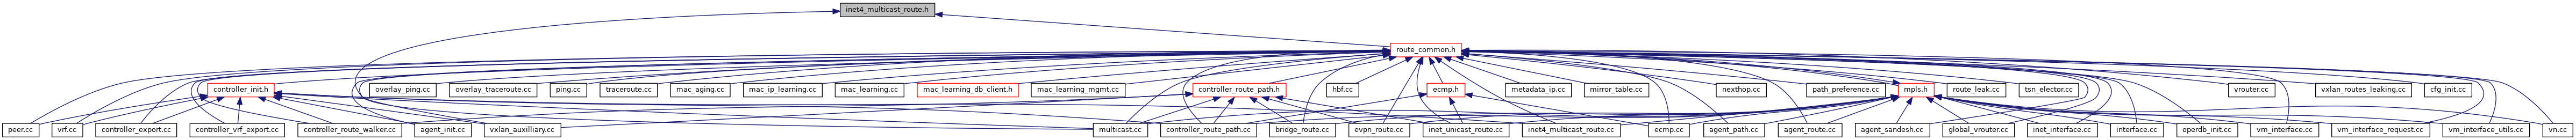 inet4_multicast_route.h
route_common.h
controller_init.h
overlay_ping.cc
overlay_traceroute.cc
ping.cc
traceroute.cc
mac_aging.cc
mac_ip_learning.cc
mac_learning.cc
mac_learning_db_client.h
mac_learning_mgmt.cc
controller_route_path.h
hbf.cc
ecmp.h
metadata_ip.cc
mirror_table.cc
nexthop.cc
path_preference.cc
mpls.h
route_leak.cc
tsn_elector.cc
vrouter.cc
vxlan_routes_leaking.cc
cfg_init.cc
peer.cc
vrf.cc
controller_export.cc
controller_vrf_export.cc
controller_route_walker.cc
agent_init.cc
vxlan_auxilliary.cc
multicast.cc
controller_route_path.cc
bridge_route.cc
evpn_route.cc
inet_unicast_route.cc
inet4_multicast_route.cc
ecmp.cc
agent_path.cc
agent_route.cc
agent_sandesh.cc
global_vrouter.cc
inet_interface.cc
interface.cc
operdb_init.cc
vm_interface.cc
vm_interface_request.cc
vm_interface_utils.cc